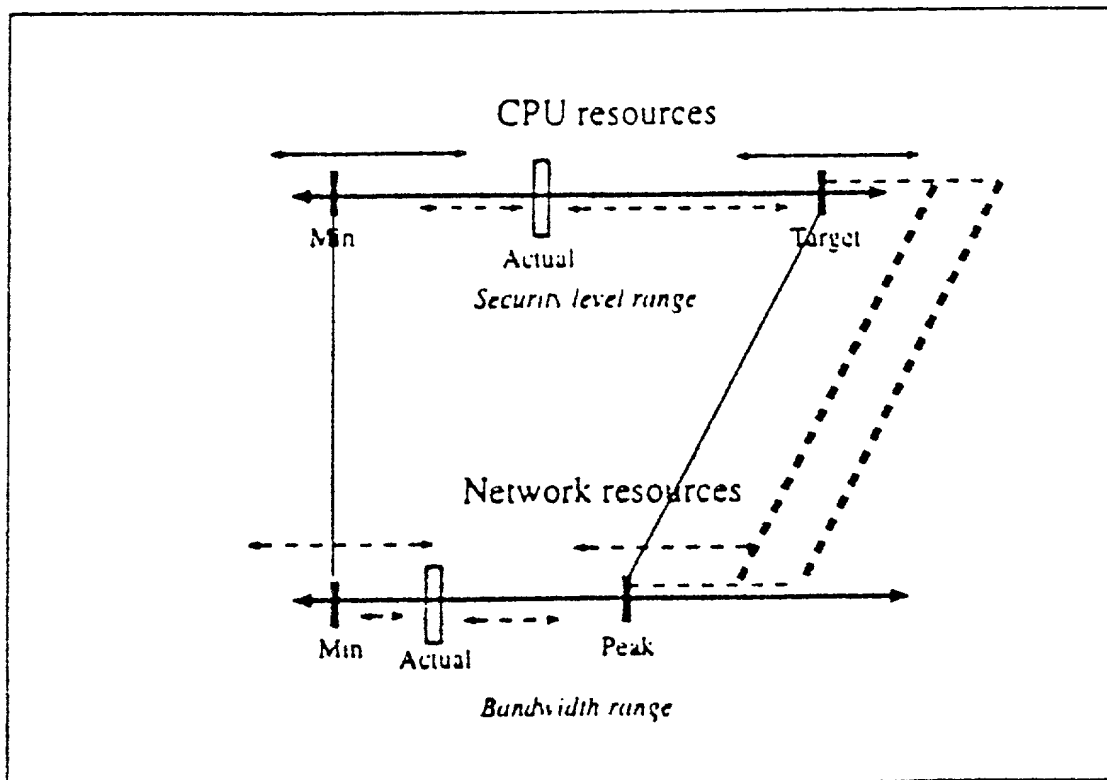 CPU resources
Min
Target
Actual
Security level range
Network resources
Min
Actual
Peak
Bandwidth range